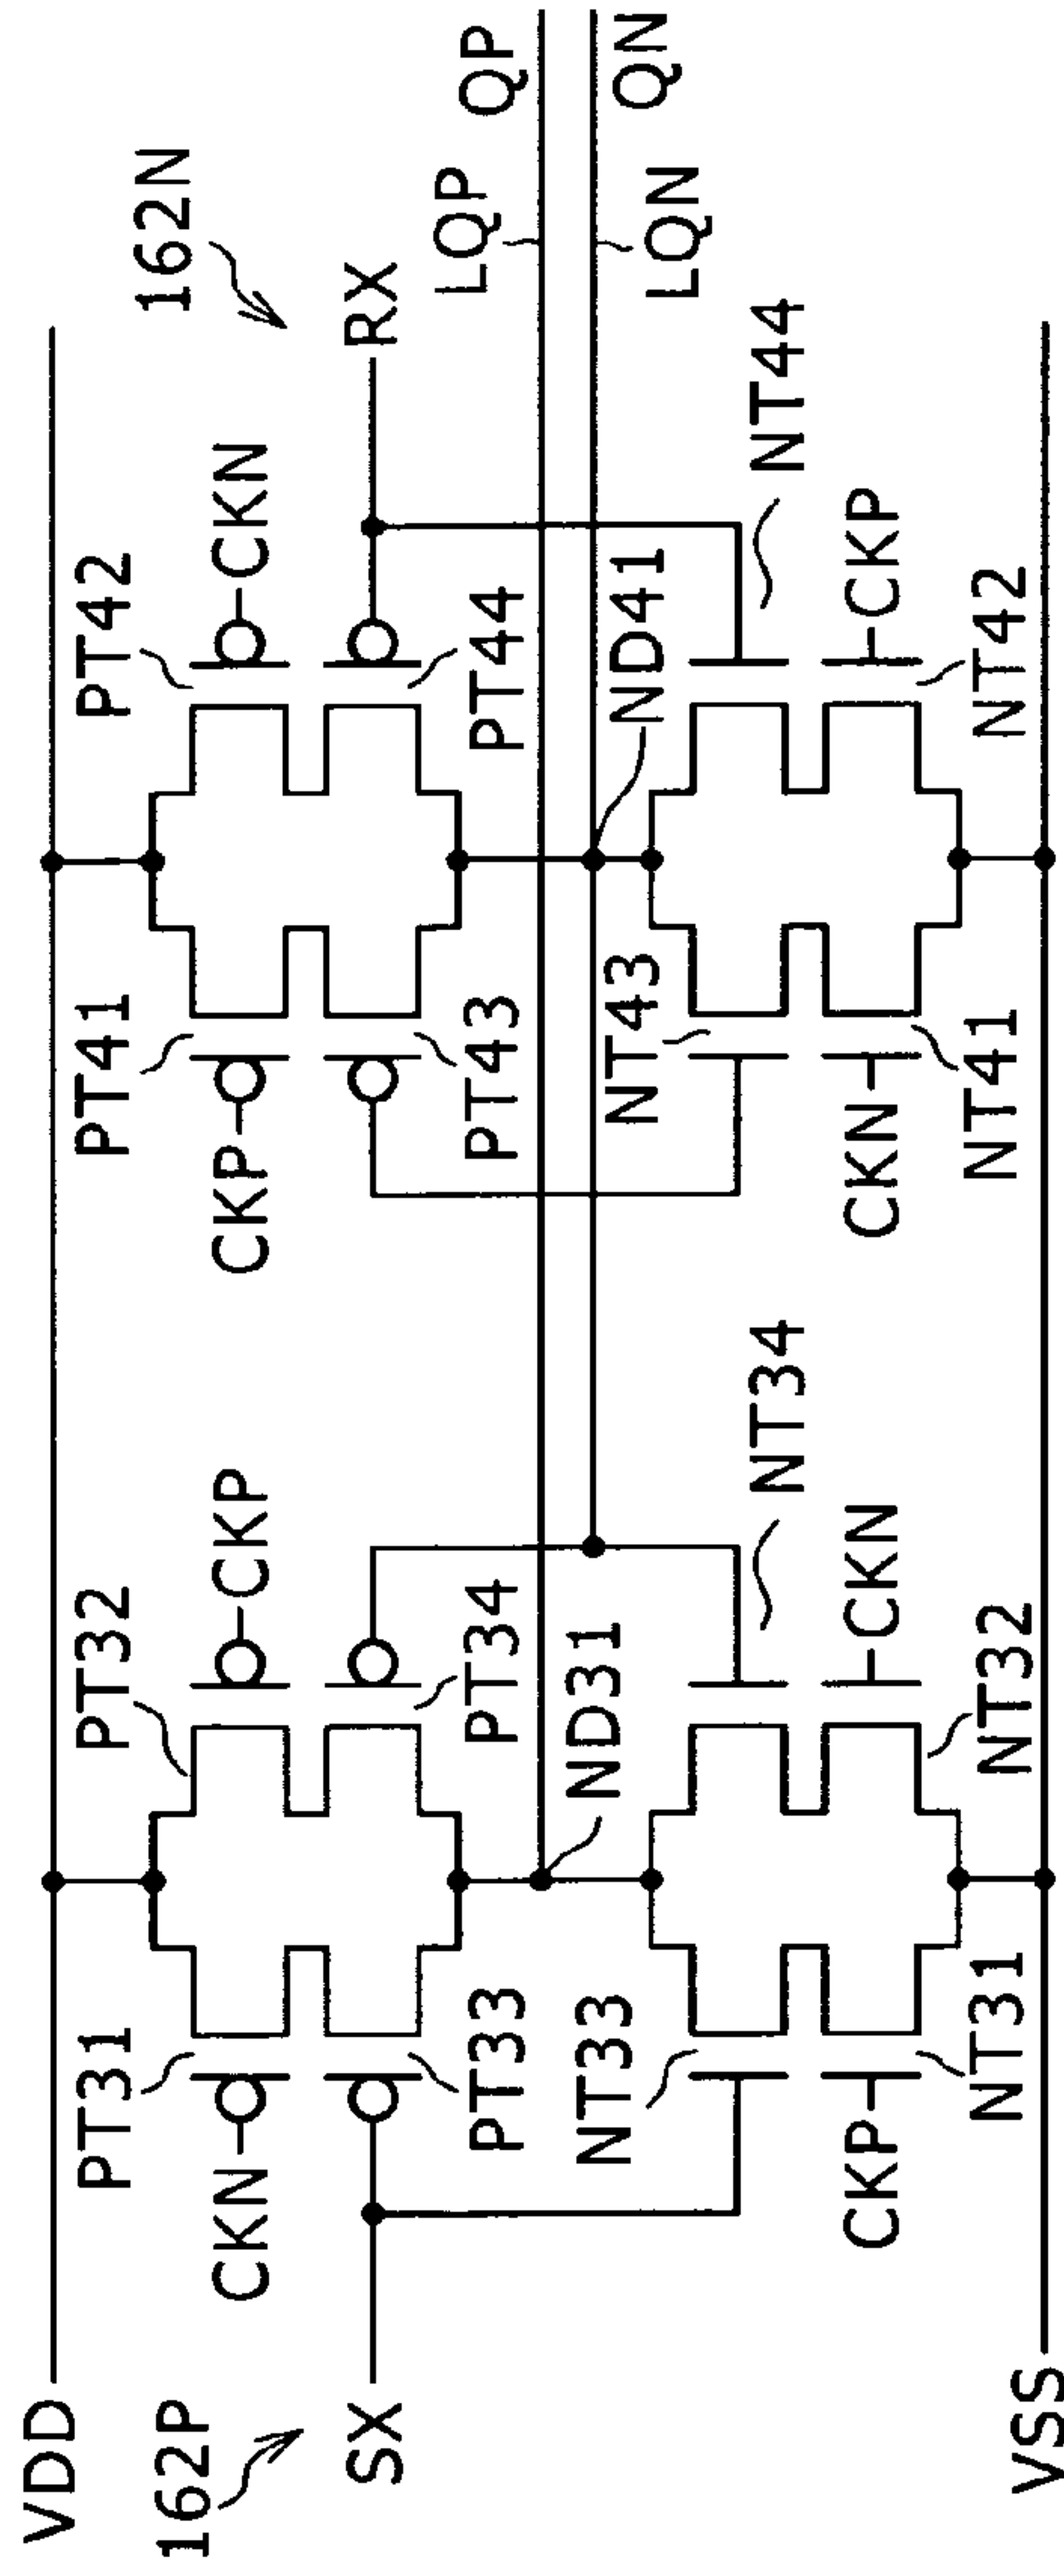 VDD
PT31
PT32
PT41
PT42
162P
162N
CKN
CKP
CKP
CKN
SX
RX
LQP
QP
PT33
PT34
PT43
PT44
ND31
NT33
NT43
ND41
QN
LQN
NT34
NT44
CKP
CKN
CKN
CKP
NT31
NT32
NT41
NT42
VSS